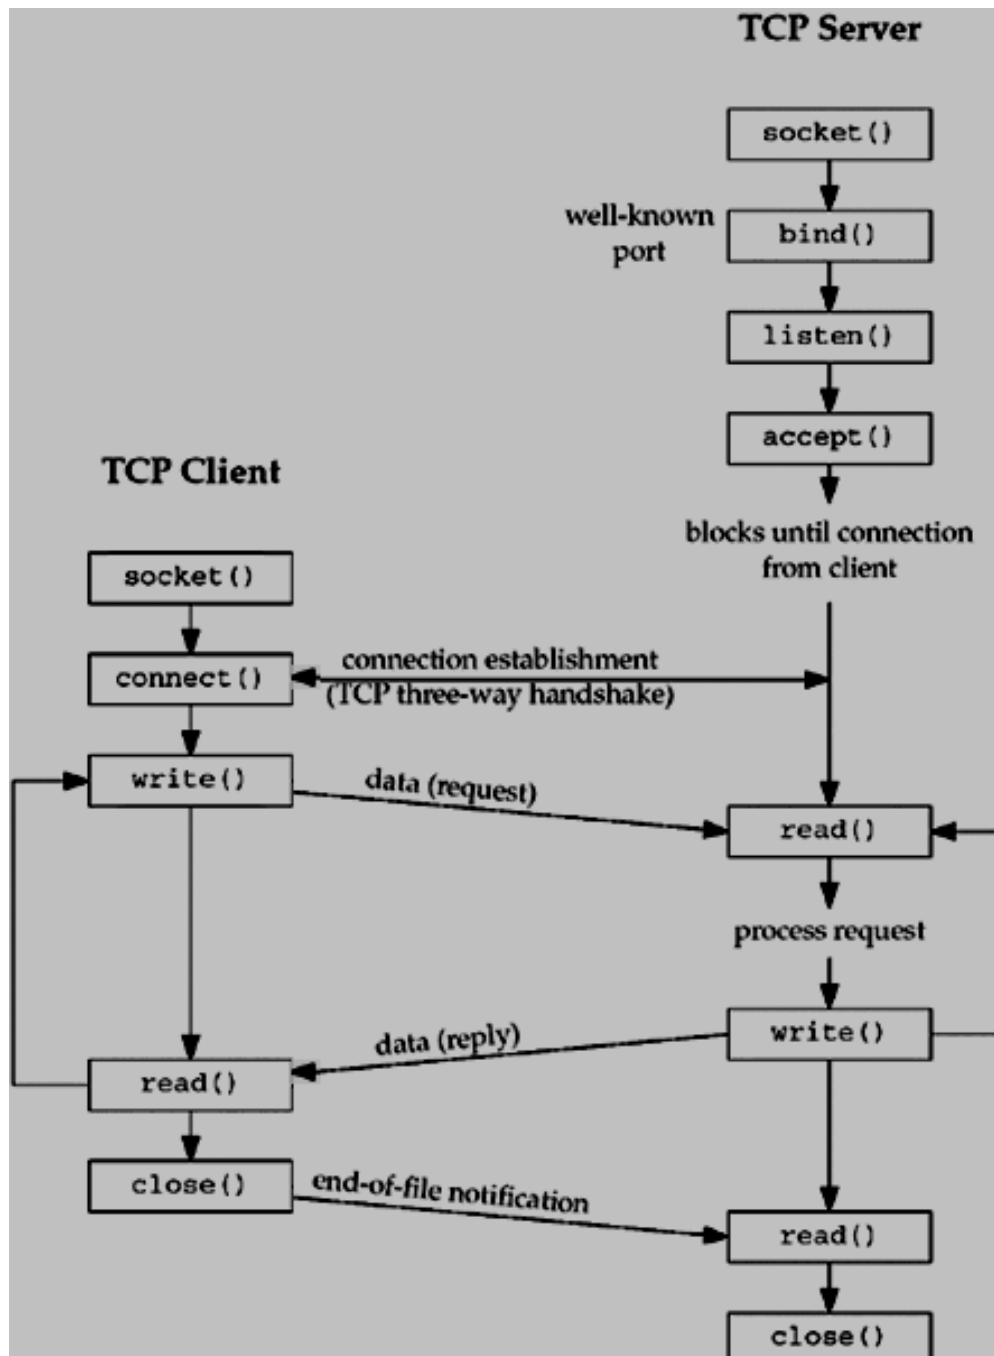 TCP Server
socket()
well-known
port
bind()
listen()
accept()
TCP Client
blocks until connection
from client
socket()
connect()
connection establishment
(TCP three-way handshake)
write()
data (request)
read()
process request
write()
data (reply)
read()
close()
end-of-file notification
read()
close()